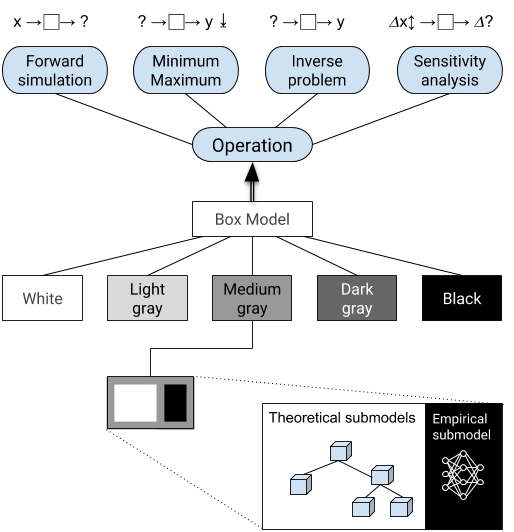 x → □ → ?
? → □ → y ↓
? → □ → y
Δx↕ → □ → Δ?
Forward
simulation
Minimum
Maximum
Inverse
problem
Sensitivity
analysis
Operation
Box Model
White
Light
gray
Medium
gray
Dark
gray
Black
Theoretical submodels
Empirical
submodel